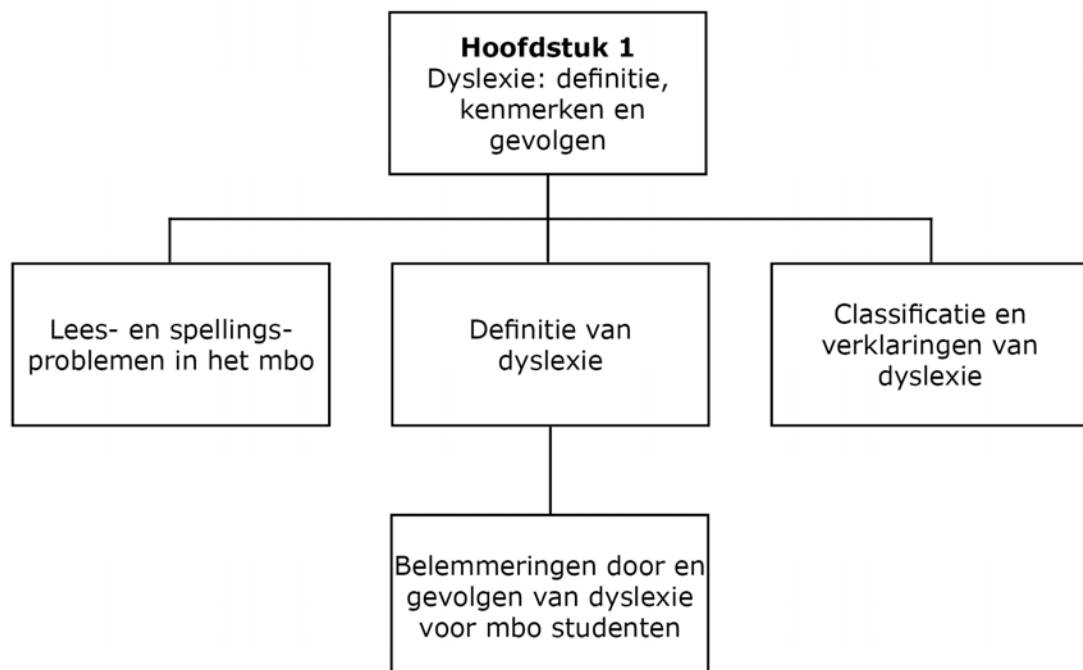 Hoofdstuk 1
Dyslexie: definitie,
kenmerken en
gevolgen
Lees- en spellings-
problemen in het mbo
Definitie van
dyslexie
Classificatie en
verklaringen van
dyslexie
Belemmeringen door en
gevolgen van dyslexie
voor mbo studenten